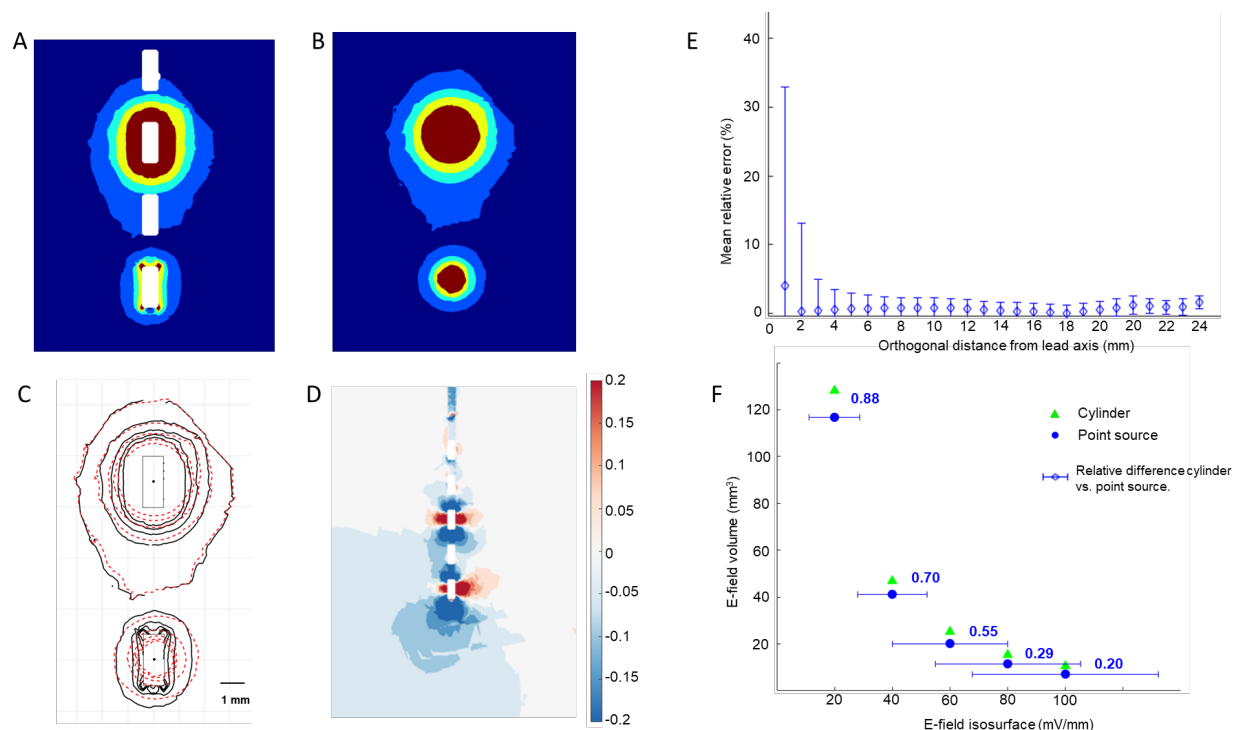 A
B
E
40
30
20
10
0
Mean relative error (%)
0 2 4 6 8 10 12 14 16 18 20 20 22 24
Orthogonal distance from lead axis (mm)
C
1 mm
D
0.2
0.15
0.1
0.05
0
-0.05
-0.1
-0.15
-0.2
F
120
100
80
60
40
20
E-field volume (mm³)
0.88
0.70
0.55
0.29
0.20
Cylinder
Point source
Relative difference cylinder
vs. point source.
20 40 60 80 100
E-field isosurface (mV/mm)